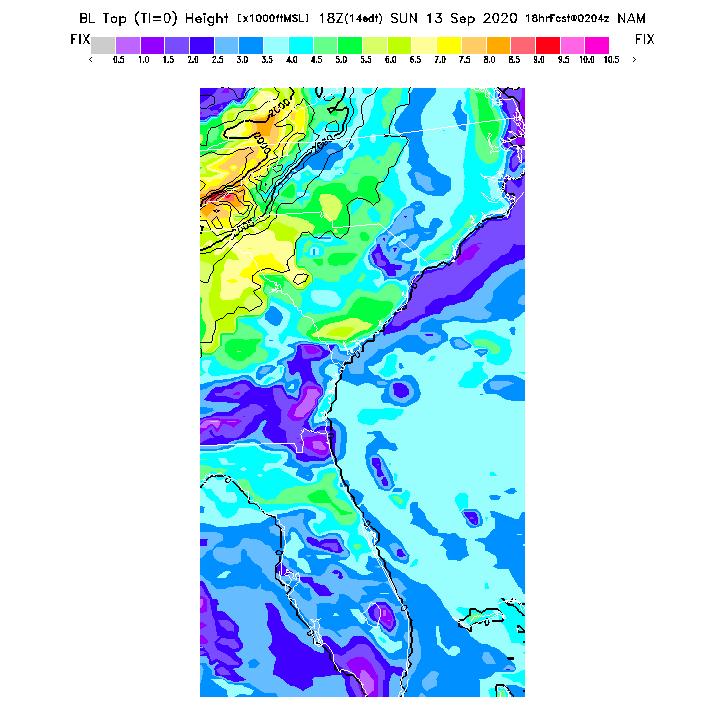 BL Top (TI=0) Height [x1000ftMSL] 18Z(14edt) SUN 13 Sep 2020 18hrFcst@0204z NAM
FIX FIX
< 0.5 1.0 1.5 2.0 2.5 3.0 3.5 4.0 4.5 5.0 5.5 6.0 6.5 7.0 7.5 8.0 8.5 9.0 9.5 10.0 10.5 >
2000
2000